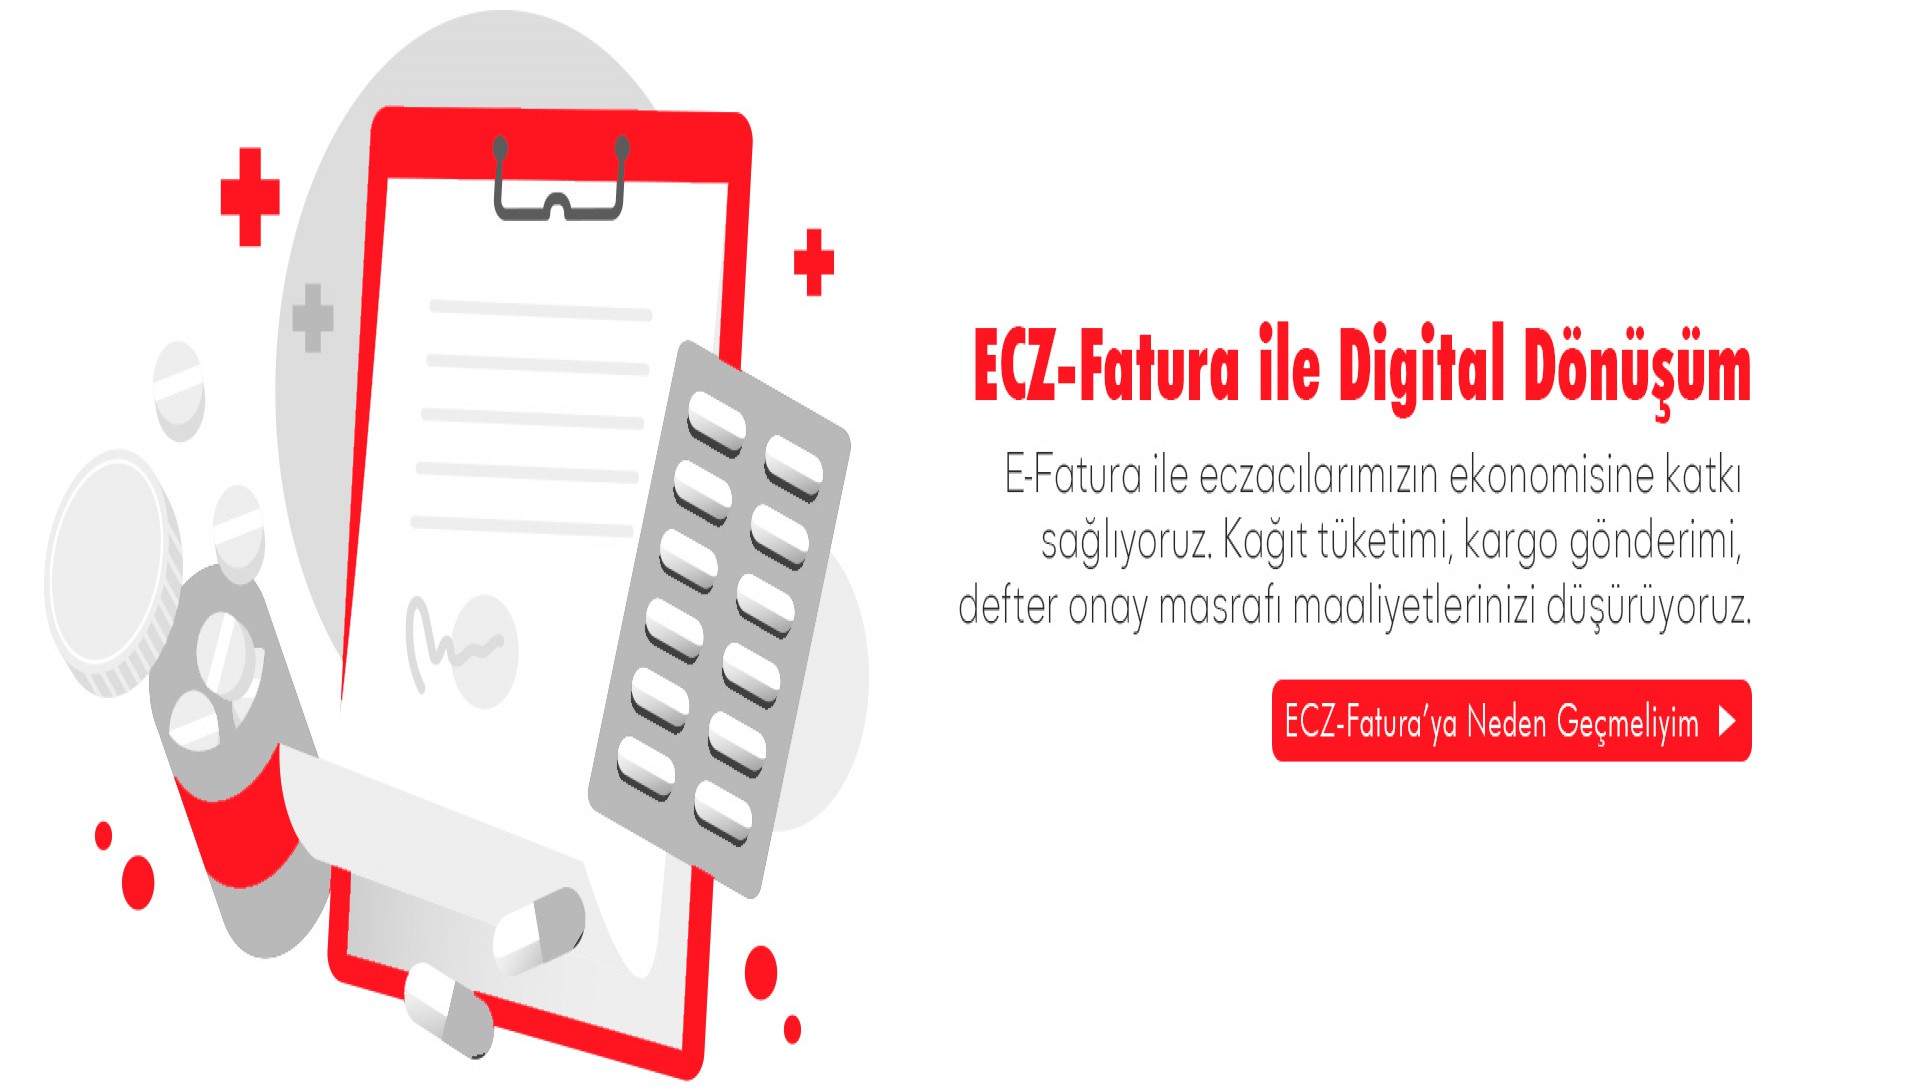 ECZ-Fatura ile Digital Dönüşüm
E-Fatura ile eczacılarımızın ekonomisine katkı
sağlıyoruz. Kağıt tüketimi, kargo gönderimi,
defter onay masrafı maaliyetlerinizi düşürüyoruz.
ECZ-Fatura'ya Neden Geçmeliyim